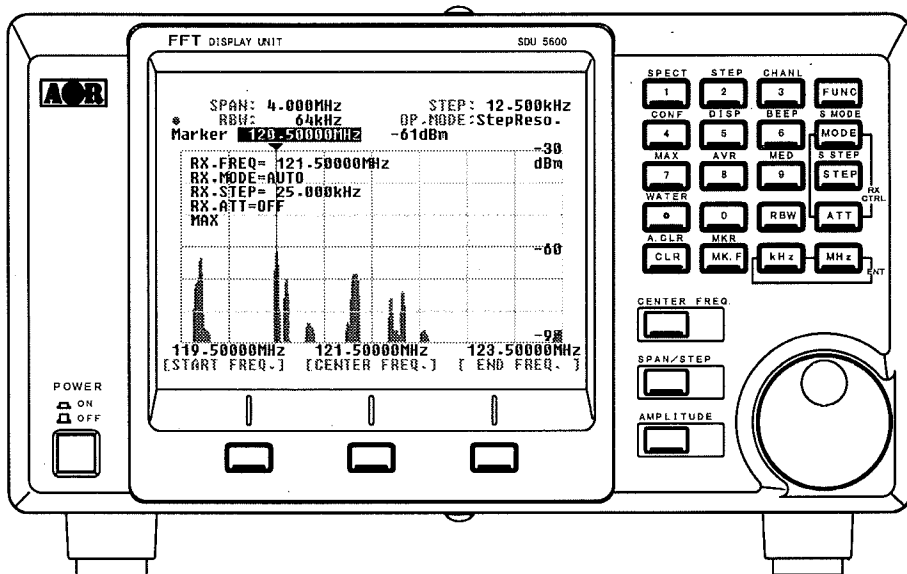 FFT DISPLAY UNIT
SDU 5600
AOR
SPAN: 4.000MHz
STEP: 12.500kHz
RBW: 64kHz
OP.MODE:StepReso.
Marker 120.50000MHz -61dBm
-30
dBm
RX.FREQ= 121.50000MHz
RX.MODE=AUTO
RX.STEP= 25.000kHz
RX.ATT=OFF
MAX
-60
-90
119.50000MHz 121.50000MHz 123.50000MHz
[START FREQ.] [CENTER FREQ.] [ END FREQ. ]
POWER
ON
OFF
SPECT STEP CHANL
1 2 3 FUNC
CONF DISP BEEP S MODE
4 5 6 MODE
MAX AVR MED S STEP
7 8 9 STEP
RX
CTRL
WATER
0 RBW ATT
A.CLR MKR
CLR MK.F kHz MHz
ENT
CENTER FREQ.
SPAN/STEP
AMPLITUDE